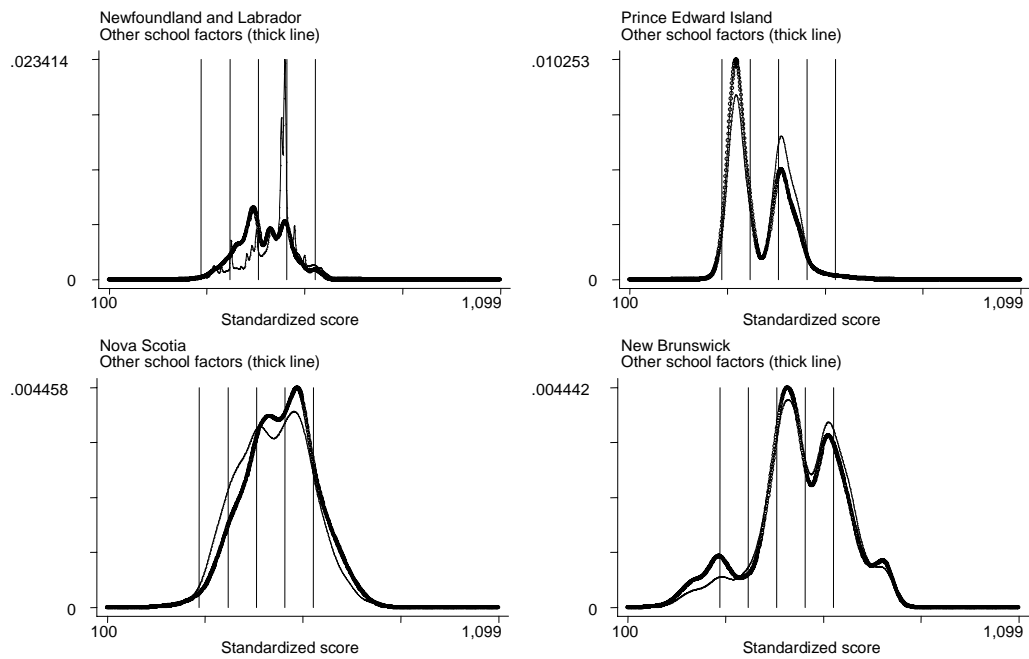 Newfoundland and Labrador
Other school factors (thick line)
.023414
0
100
1,099
Standardized score
Prince Edward Island
Other school factors (thick line)
.010253
0
100
1,099
Standardized score
Nova Scotia
Other school factors (thick line)
.004458
0
100
1,099
Standardized score
New Brunswick
Other school factors (thick line)
.004442
0
100
1,099
Standardized score